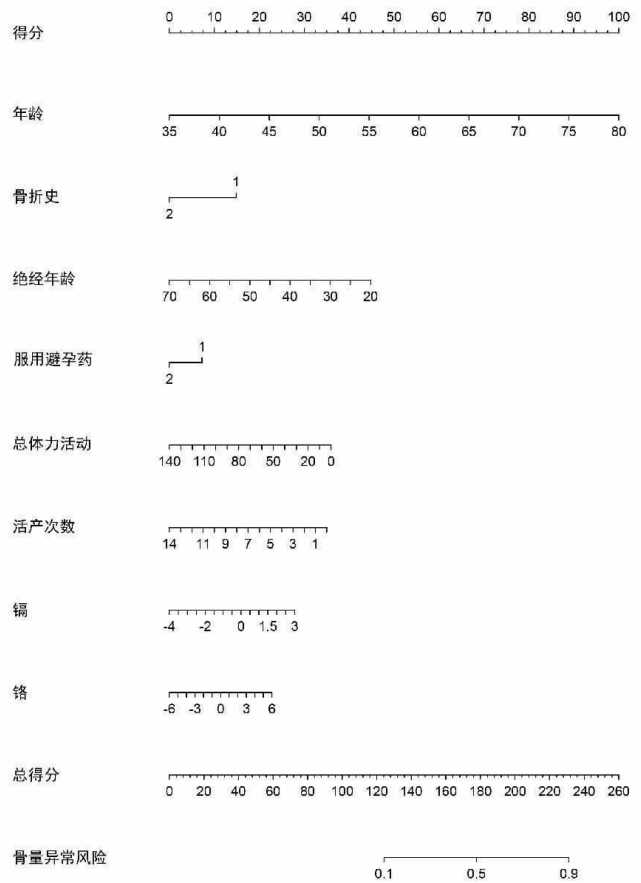 得分 0 10 20 30 40 50 60 70 80 90 100
年龄 35 40 45 50 55 60 65 70 75 80
骨折史 2 1
绝经年龄 70 60 50 40 30 20
服用避孕药 2 1
总体力活动 140 110 80 50 20 0
活产次数 14 11 9 7 5 3 1
镉 -4 -2 0 1.5 3
铬 -6 -3 0 3 6
总得分 0 20 40 60 80 100 120 140 160 180 200 220 240 260
骨量异常风险 0.1 0.5 0.9